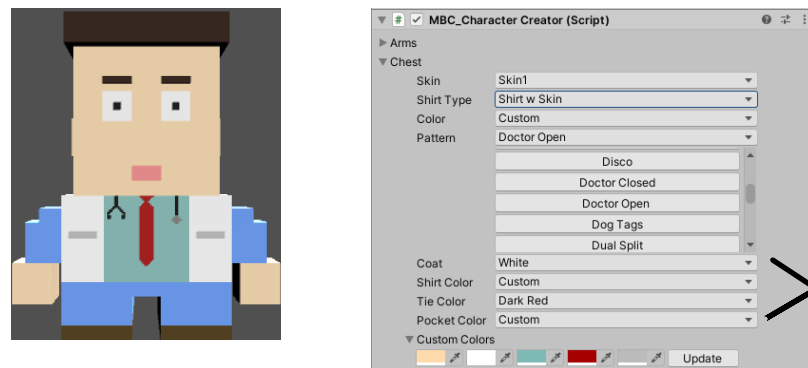 # MBC_Character Creator (Script)
Arms
Chest
Skin Skin1
Shirt Type Shirt w Skin
Color Custom
Pattern Doctor Open
Disco
Doctor Closed
Doctor Open
Dog Tags
Dual Split
Coat White
Shirt Color Custom
Tie Color Dark Red
Pocket Color Custom
Custom Colors
Update